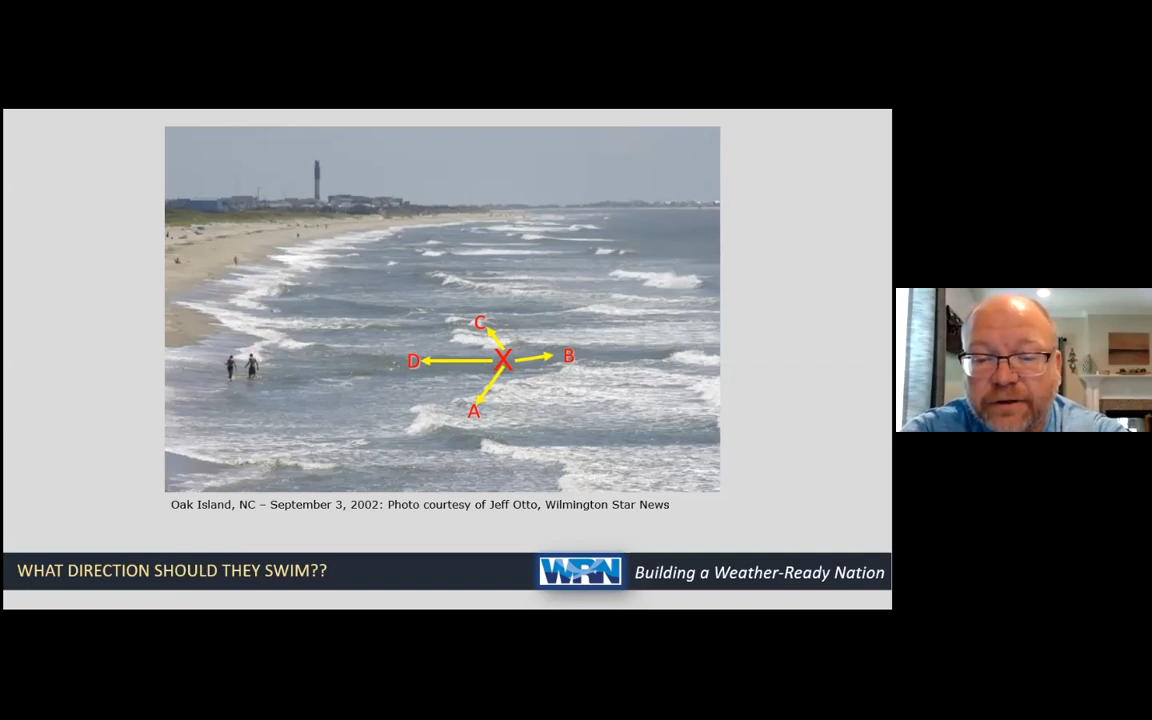 C
D X B
A
Oak Island, NC – September 3, 2002: Photo courtesy of Jeff Otto, Wilmington Star News
WHAT DIRECTION SHOULD THEY SWIM??
WRN Building a Weather-Ready Nation